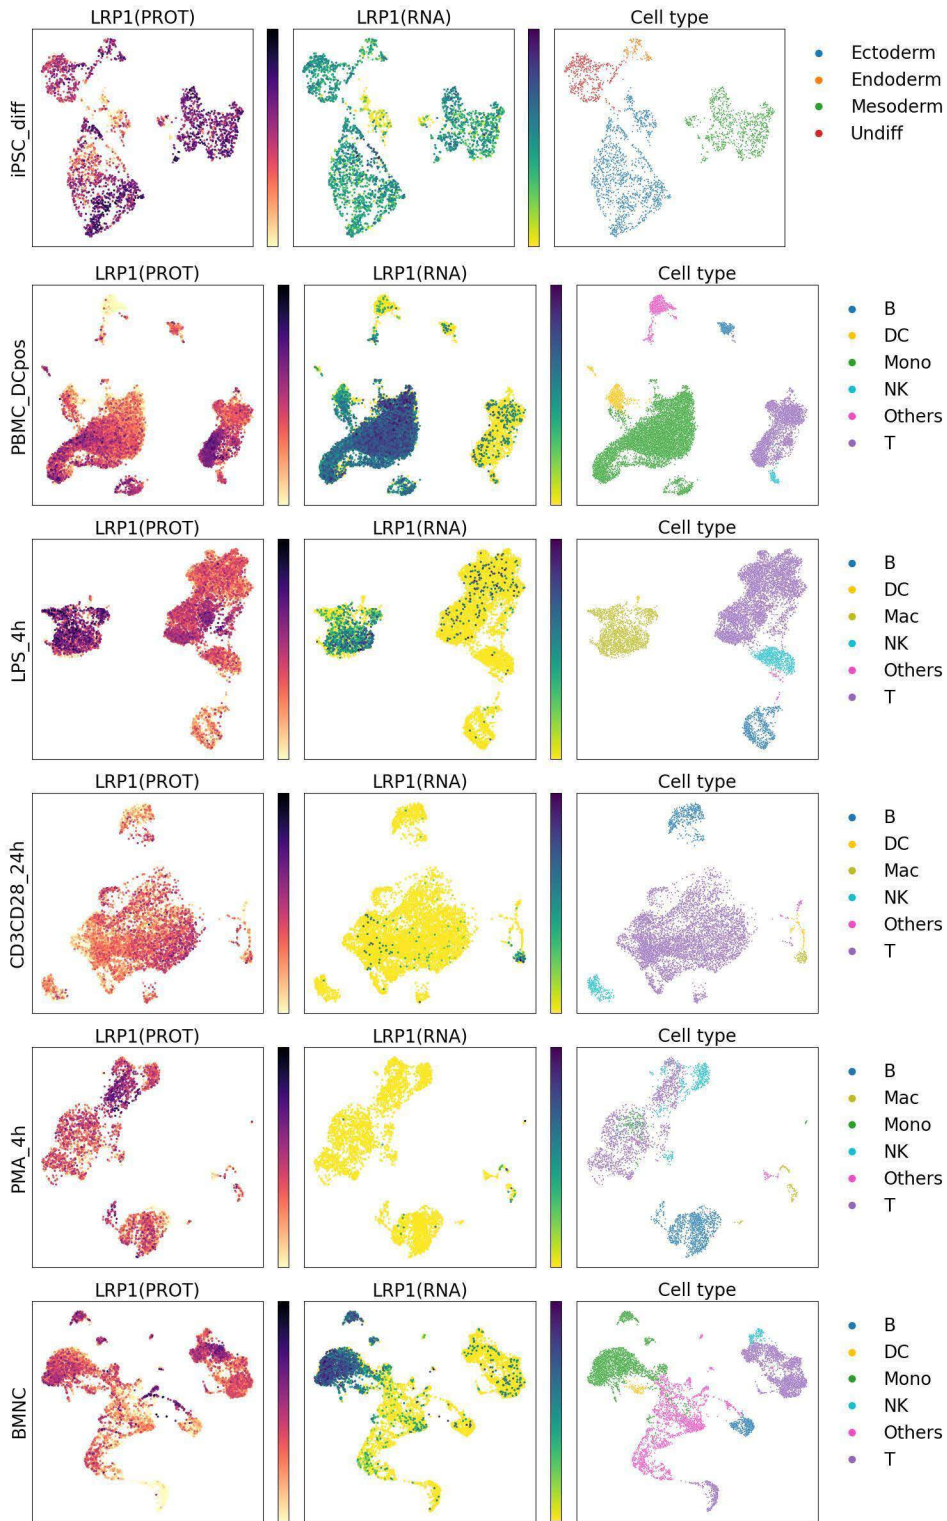 LRP1(PROT) LRP1(RNA) Cell type
iPSC_diff
Ectoderm
Endoderm
Mesoderm
Undiff
LRP1(PROT) LRP1(RNA) Cell type
PBMC_DCpos
B
DC
Mono
NK
Others
T
LRP1(PROT) LRP1(RNA) Cell type
LPS_4h
B
DC
Mac
NK
Others
T
LRP1(PROT) LRP1(RNA) Cell type
CD3CD28_24h
B
DC
Mac
NK
Others
T
LRP1(PROT) LRP1(RNA) Cell type
PMA_4h
B
Mac
Mono
NK
Others
T
LRP1(PROT) LRP1(RNA) Cell type
BMNC
B
DC
Mono
NK
Others
T